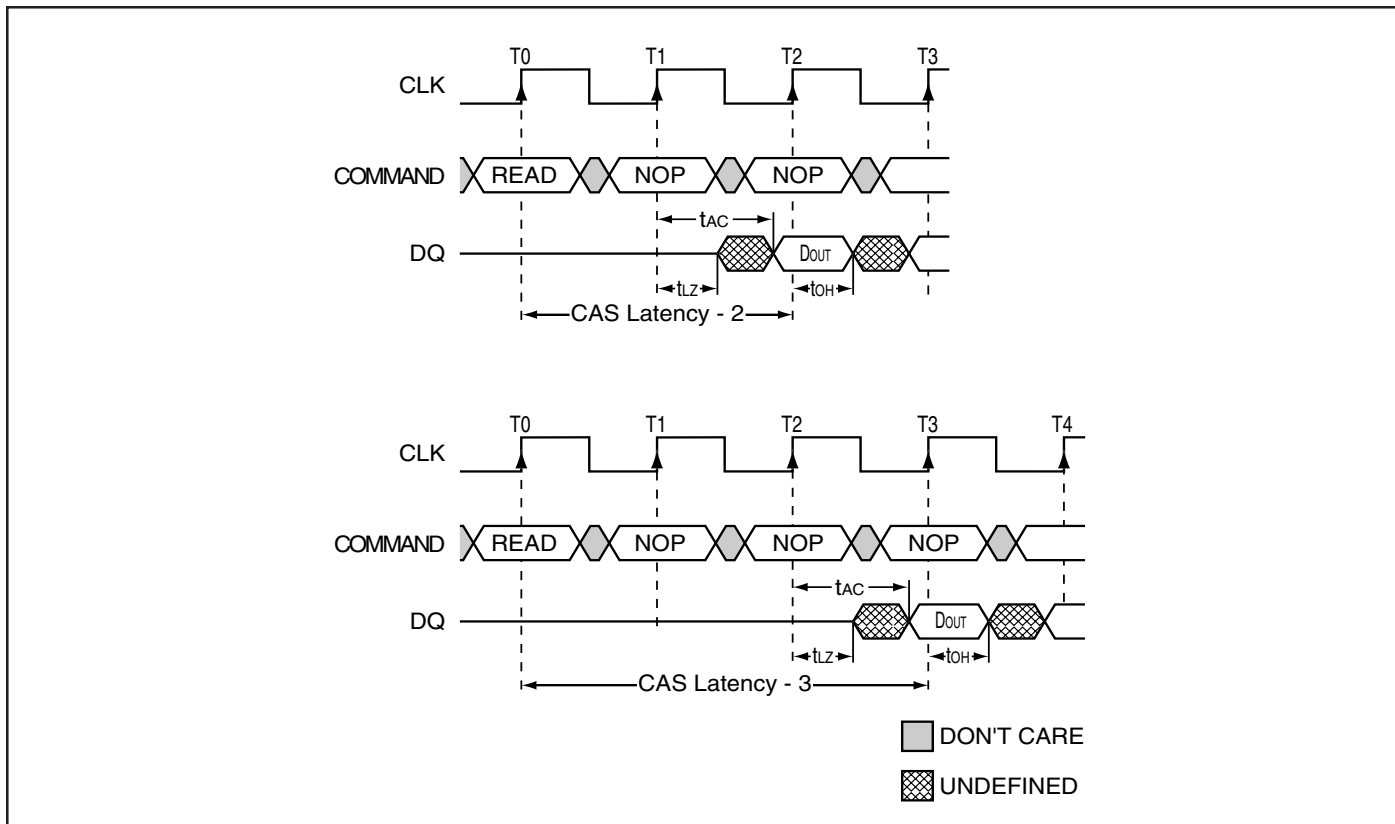 T0 T1 T2 T3
CLK
COMMAND READ NOP NOP
tAC
DQ DOUT
tLZ tOH
CAS Latency - 2
T0 T1 T2 T3 T4
CLK
COMMAND READ NOP NOP NOP
tAC
DQ DOUT
tLZ tOH
CAS Latency - 3
DON'T CARE
UNDEFINED